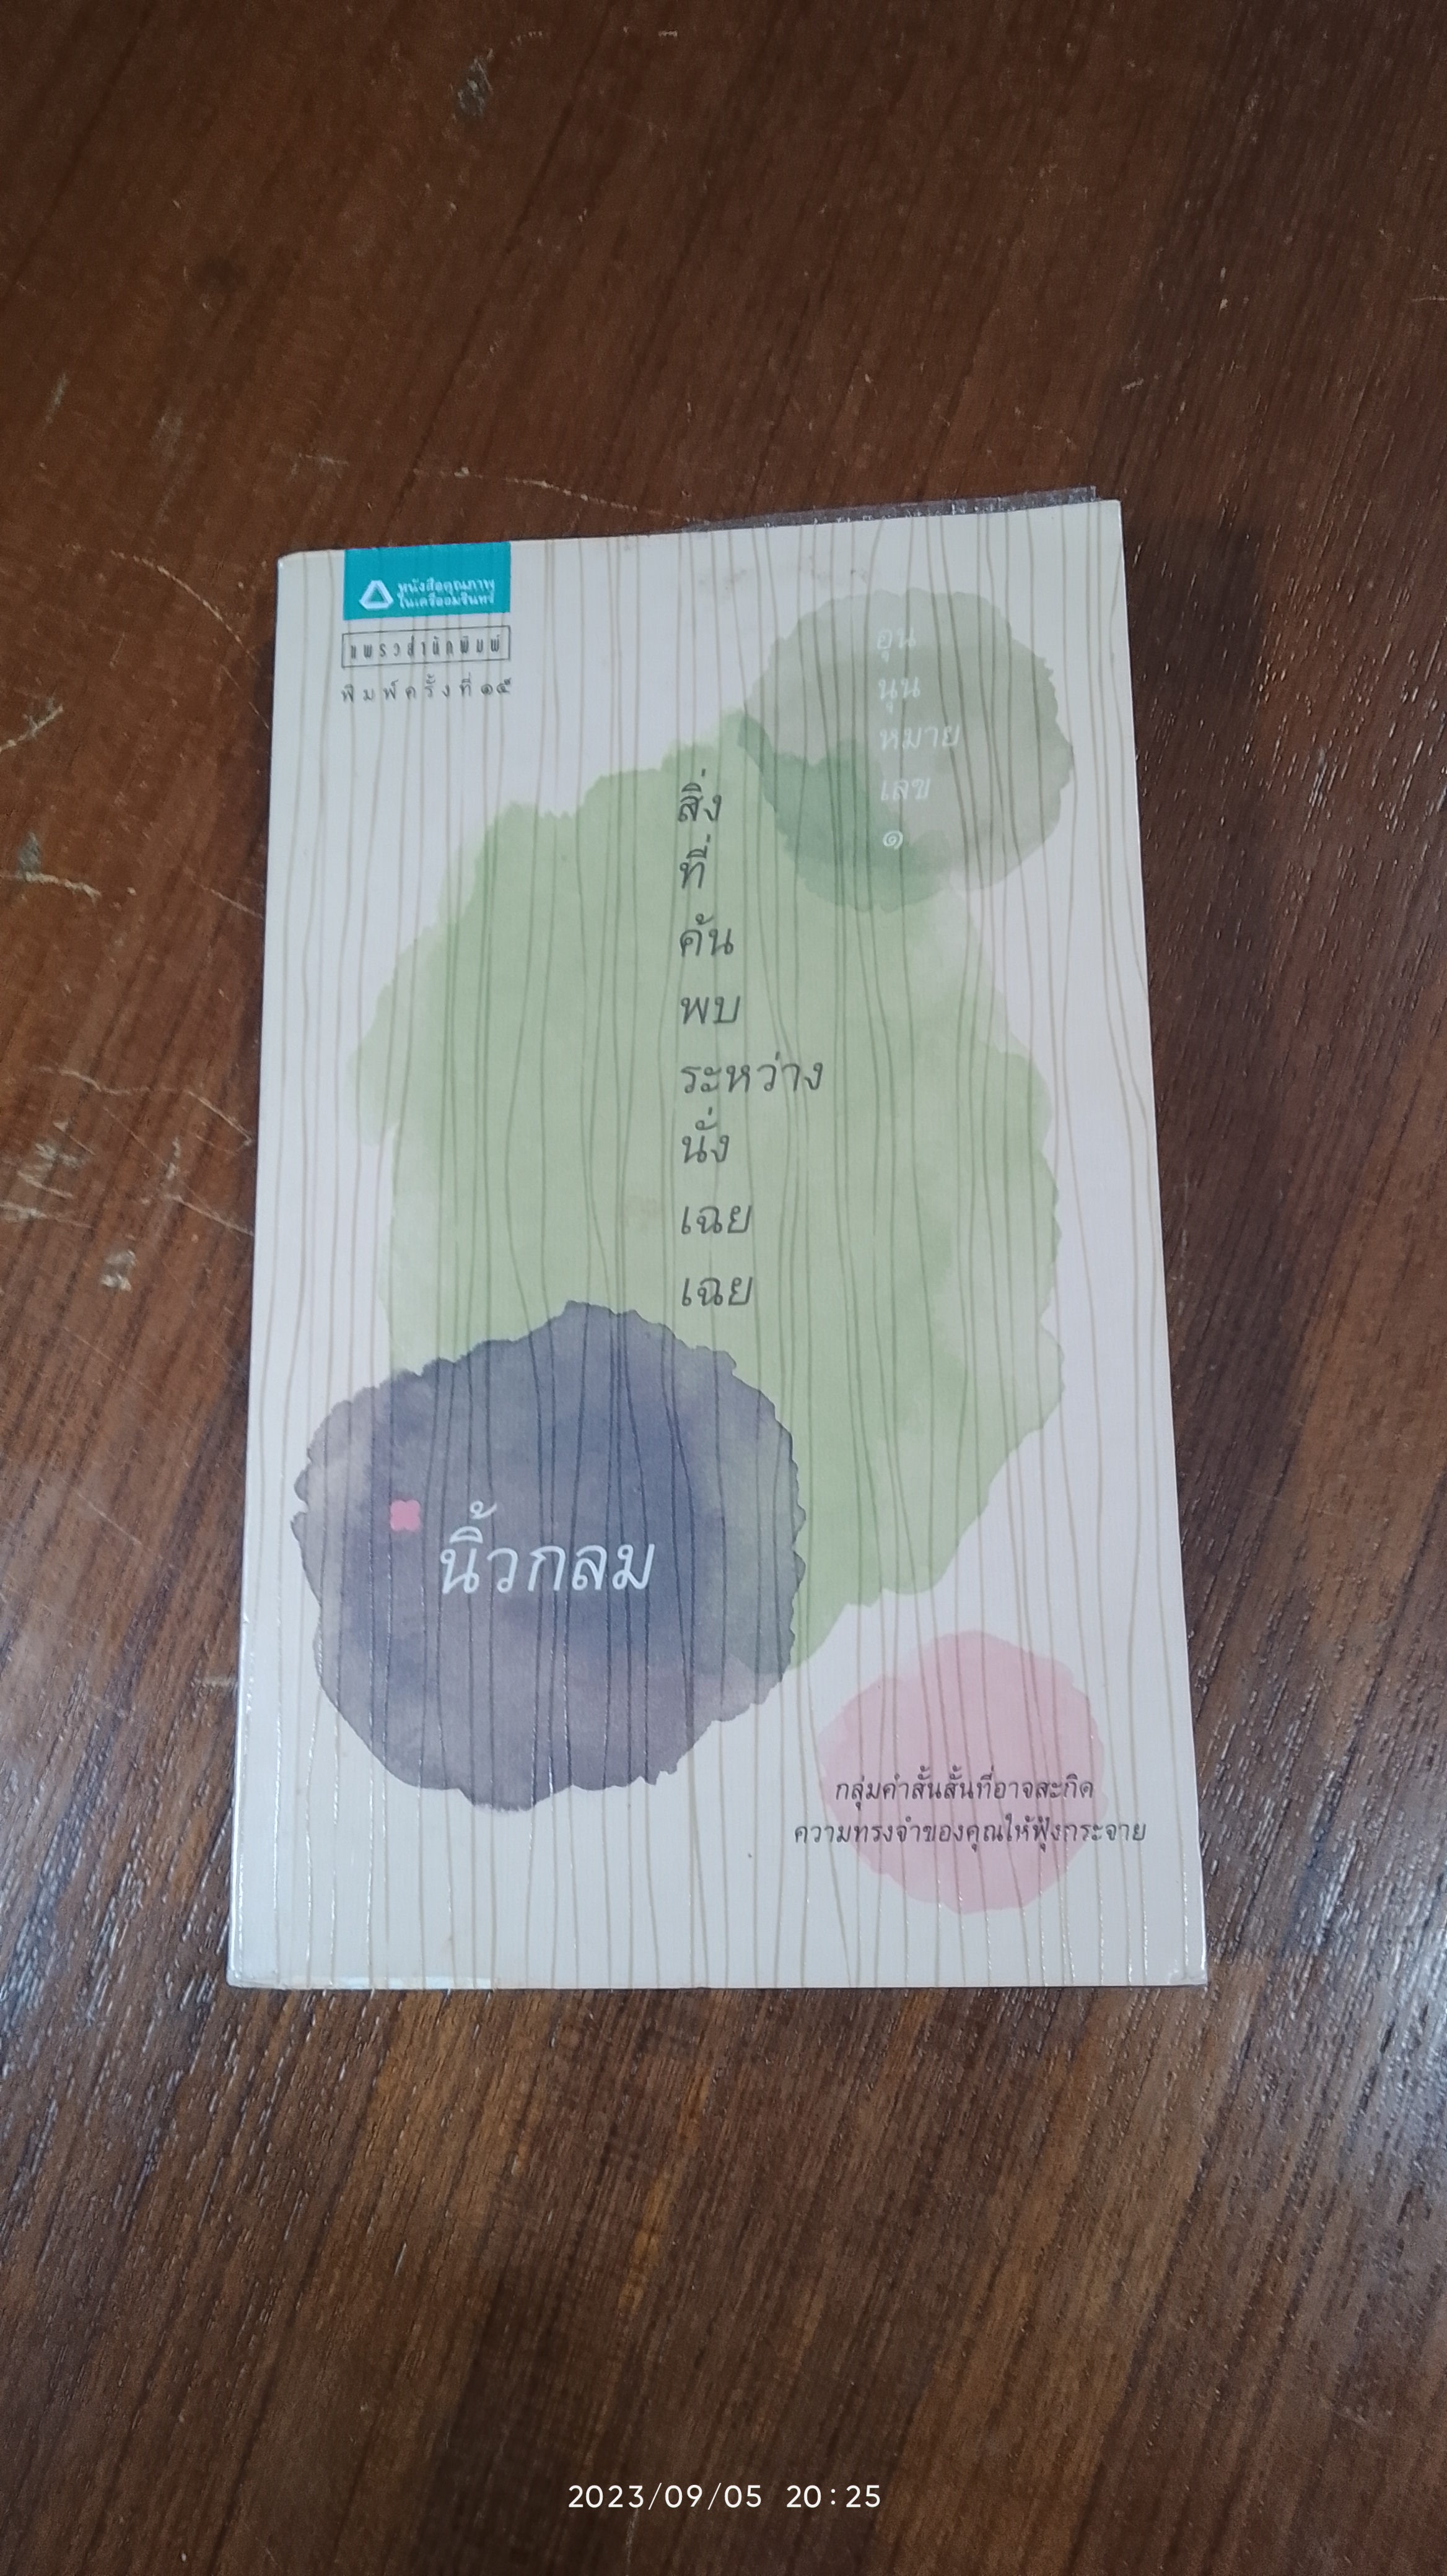 หนังสือคุณภาพ
ในเครืออมรินทร์
แพรวสำนักพิมพ์
พิมพ์ครั้งที่ ๑๕
อุน
นุน
หมาย
เลข
๑
สิ่ง
ที่
ค้น
พบ
ระหว่าง
นั่ง
เฉย
เฉย
นิ้วกลม
กลุ่มคำสั้นสั้นที่อาจสะกิด
ความทรงจำของคุณให้ฟุ้งกระจาย
2023/09/05 20:25